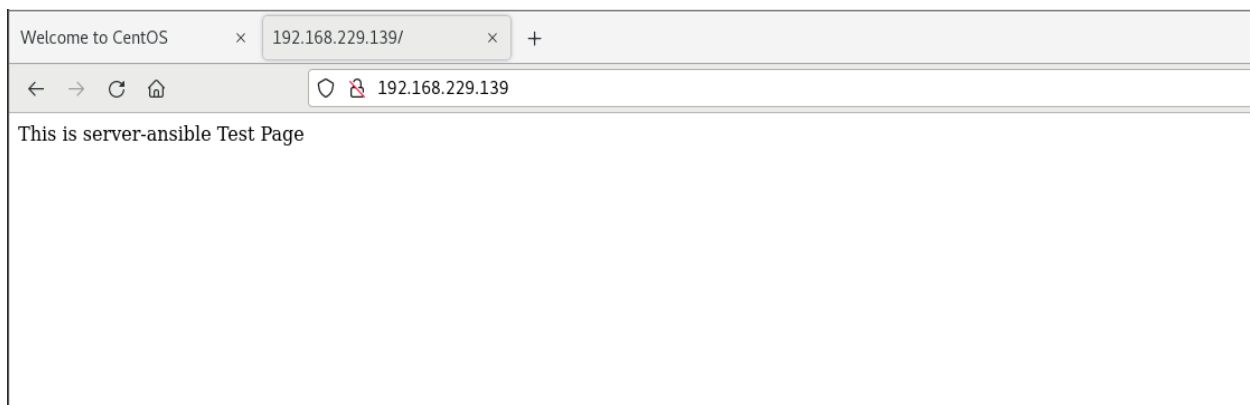 Welcome to CentOS × 192.168.229.139/ × +
192.168.229.139
This is server-ansible Test Page